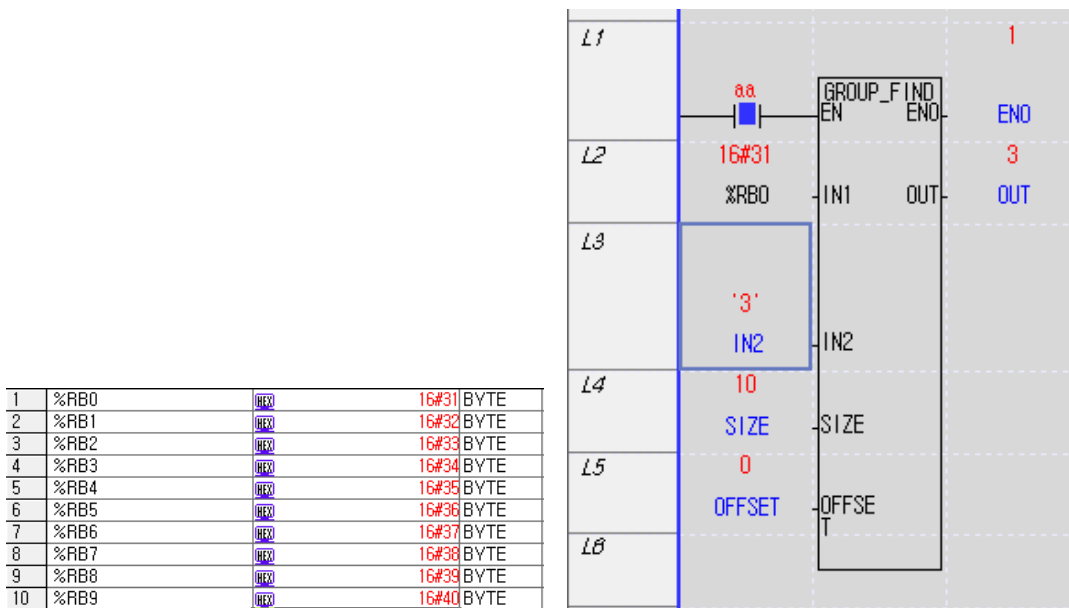 1 %RB0 HEX 16#31 BYTE
2 %RB1 HEX 16#32 BYTE
3 %RB2 HEX 16#33 BYTE
4 %RB3 HEX 16#34 BYTE
5 %RB4 HEX 16#35 BYTE
6 %RB5 HEX 16#36 BYTE
7 %RB6 HEX 16#37 BYTE
8 %RB7 HEX 16#38 BYTE
9 %RB8 HEX 16#39 BYTE
10 %RB9 HEX 16#40 BYTE
L1 1
aa GROUP_FIND
EN ENO ENO
L2 16#31 3
%RB0 IN1 OUT OUT
L3
'3'
IN2 IN2
L4 10
SIZE SIZE
L5 0
OFFSET OFFSE
T
L6